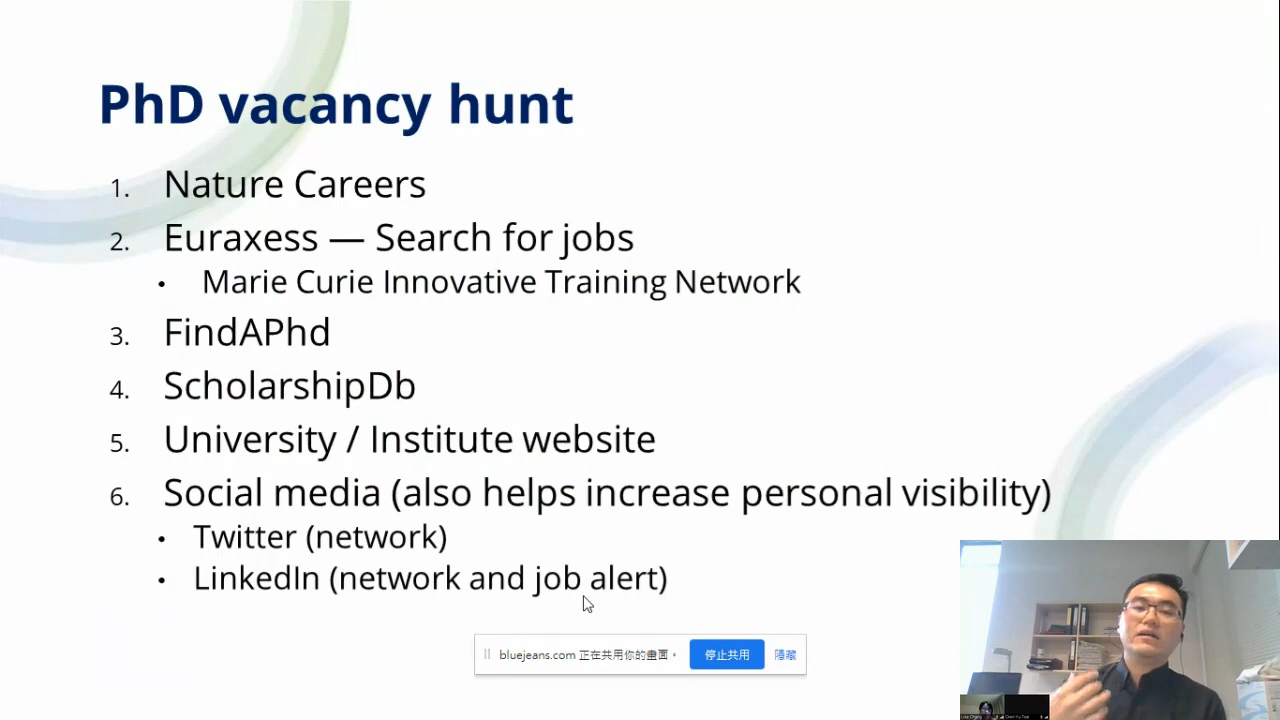 PhD vacancy hunt
1. Nature Careers
2. Euraxess — Search for jobs
• Marie Curie Innovative Training Network
3. FindAPhd
4. ScholarshipDb
5. University / Institute website
6. Social media (also helps increase personal visibility)
• Twitter (network)
• LinkedIn (network and job alert)
bluejeans.com 正在共用你的畫面。 停止共用 隱藏